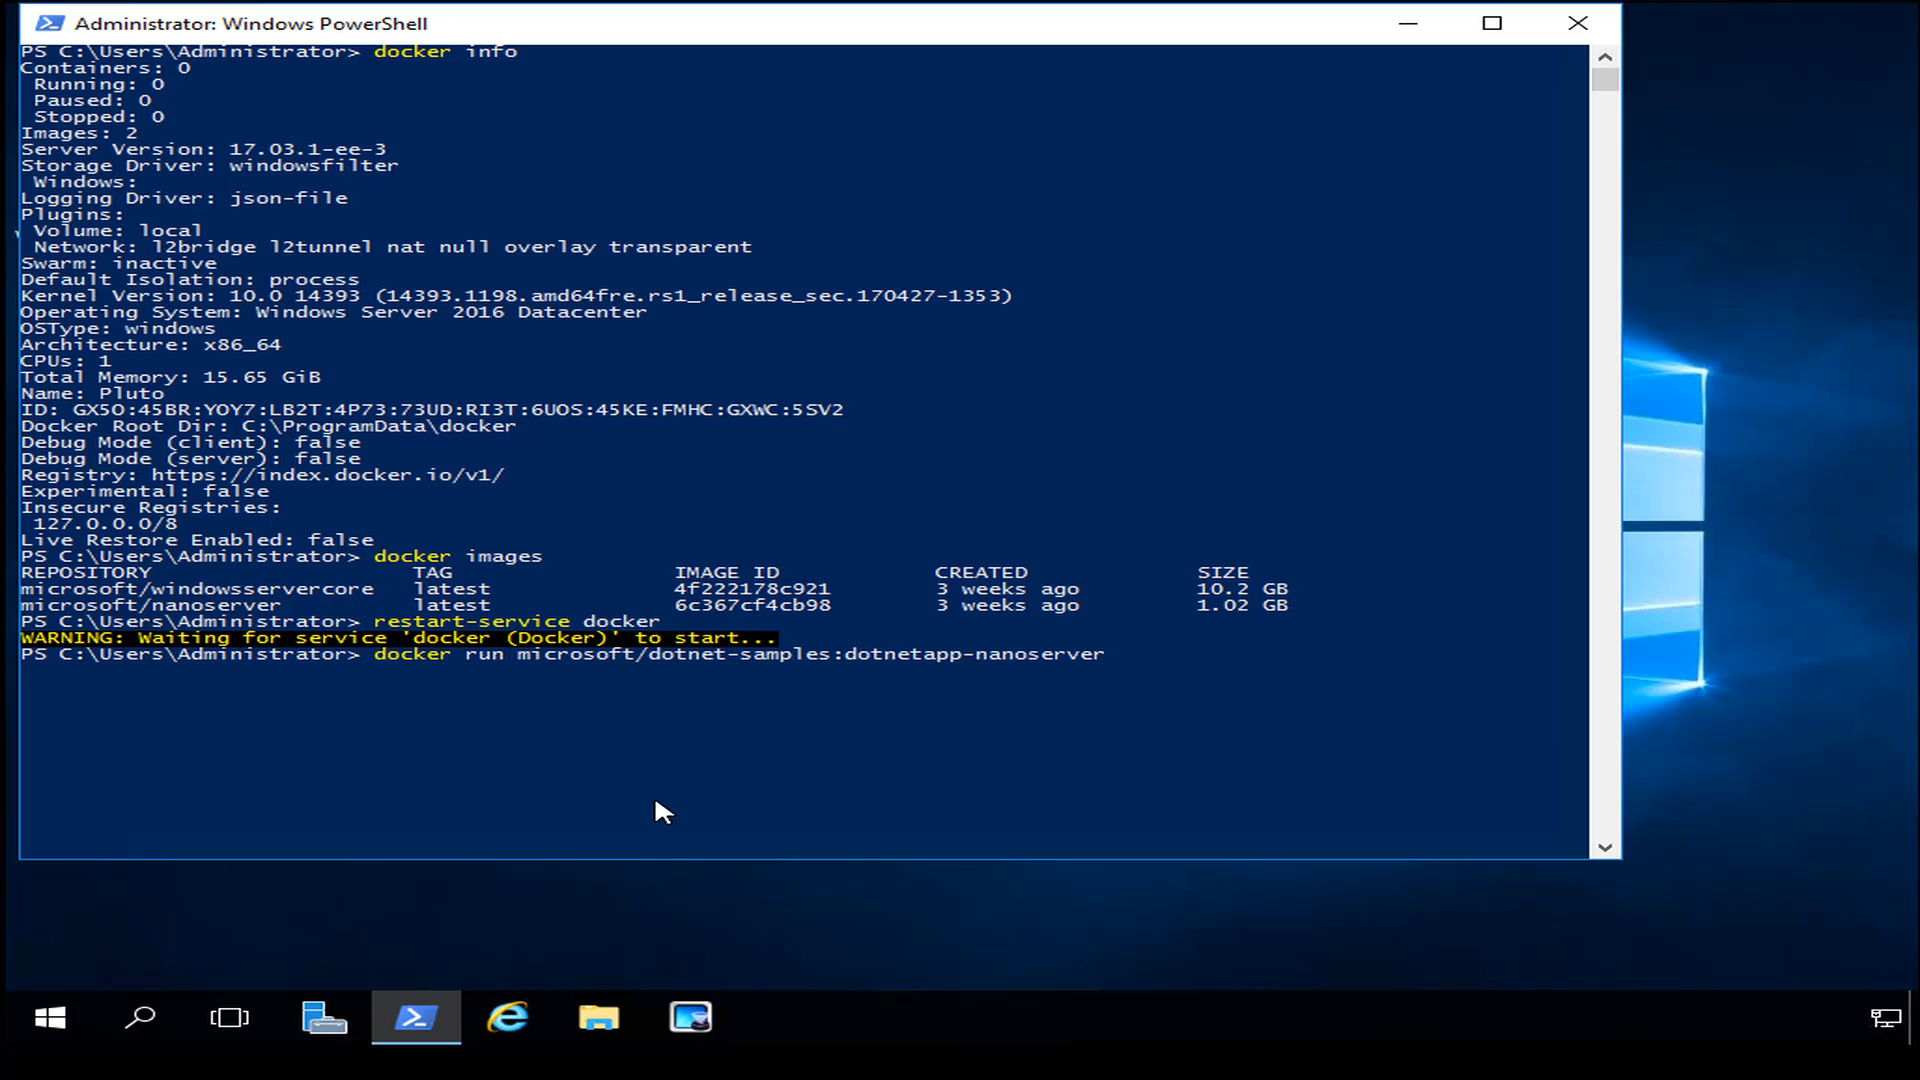 Administrator: Windows PowerShell
PS C:\Users\Administrator> docker info
Containers: 0
 Running: 0
 Paused: 0
 Stopped: 0
Images: 2
Server Version: 17.03.1-ee-3
Storage Driver: windowsfilter
 Windows:
Logging Driver: json-file
Plugins:
 Volume: local
 Network: l2bridge l2tunnel nat null overlay transparent
Swarm: inactive
Default Isolation: process
Kernel Version: 10.0 14393 (14393.1198.amd64fre.rs1_release_sec.170427-1353)
Operating System: Windows Server 2016 Datacenter
OSType: windows
Architecture: x86_64
CPUs: 1
Total Memory: 15.65 GiB
Name: Pluto
ID: GX5O:45BR:YOY7:LB2T:4P73:73UD:RI3T:6UOS:45KE:FMHC:GXWC:5SV2
Docker Root Dir: C:\ProgramData\docker
Debug Mode (client): false
Debug Mode (server): false
Registry: https://index.docker.io/v1/
Experimental: false
Insecure Registries:
 127.0.0.0/8
Live Restore Enabled: false
PS C:\Users\Administrator> docker images
REPOSITORY TAG IMAGE ID CREATED SIZE
microsoft/windowsservercore latest 4f222178c921 3 weeks ago 10.2 GB
microsoft/nanoserver latest 6c367cf4cb98 3 weeks ago 1.02 GB
PS C:\Users\Administrator> restart-service docker
WARNING: Waiting for service 'docker (Docker)' to start...
PS C:\Users\Administrator> docker run microsoft/dotnet-samples:dotnetapp-nanoserver